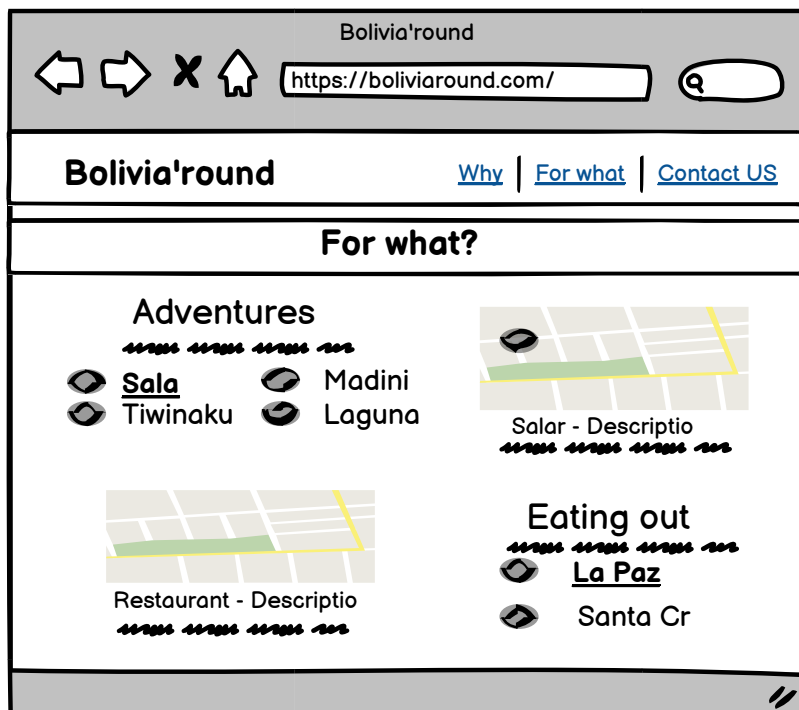 Bolivia'round
https://boliviaround.com/
Bolivia'round
Why | For what | Contact US
For what?
Adventures
Sala
Madini
Tiwinaku
Laguna
Salar - Descriptio
Restaurant - Descriptio
Eating out
La Paz
Santa Cr